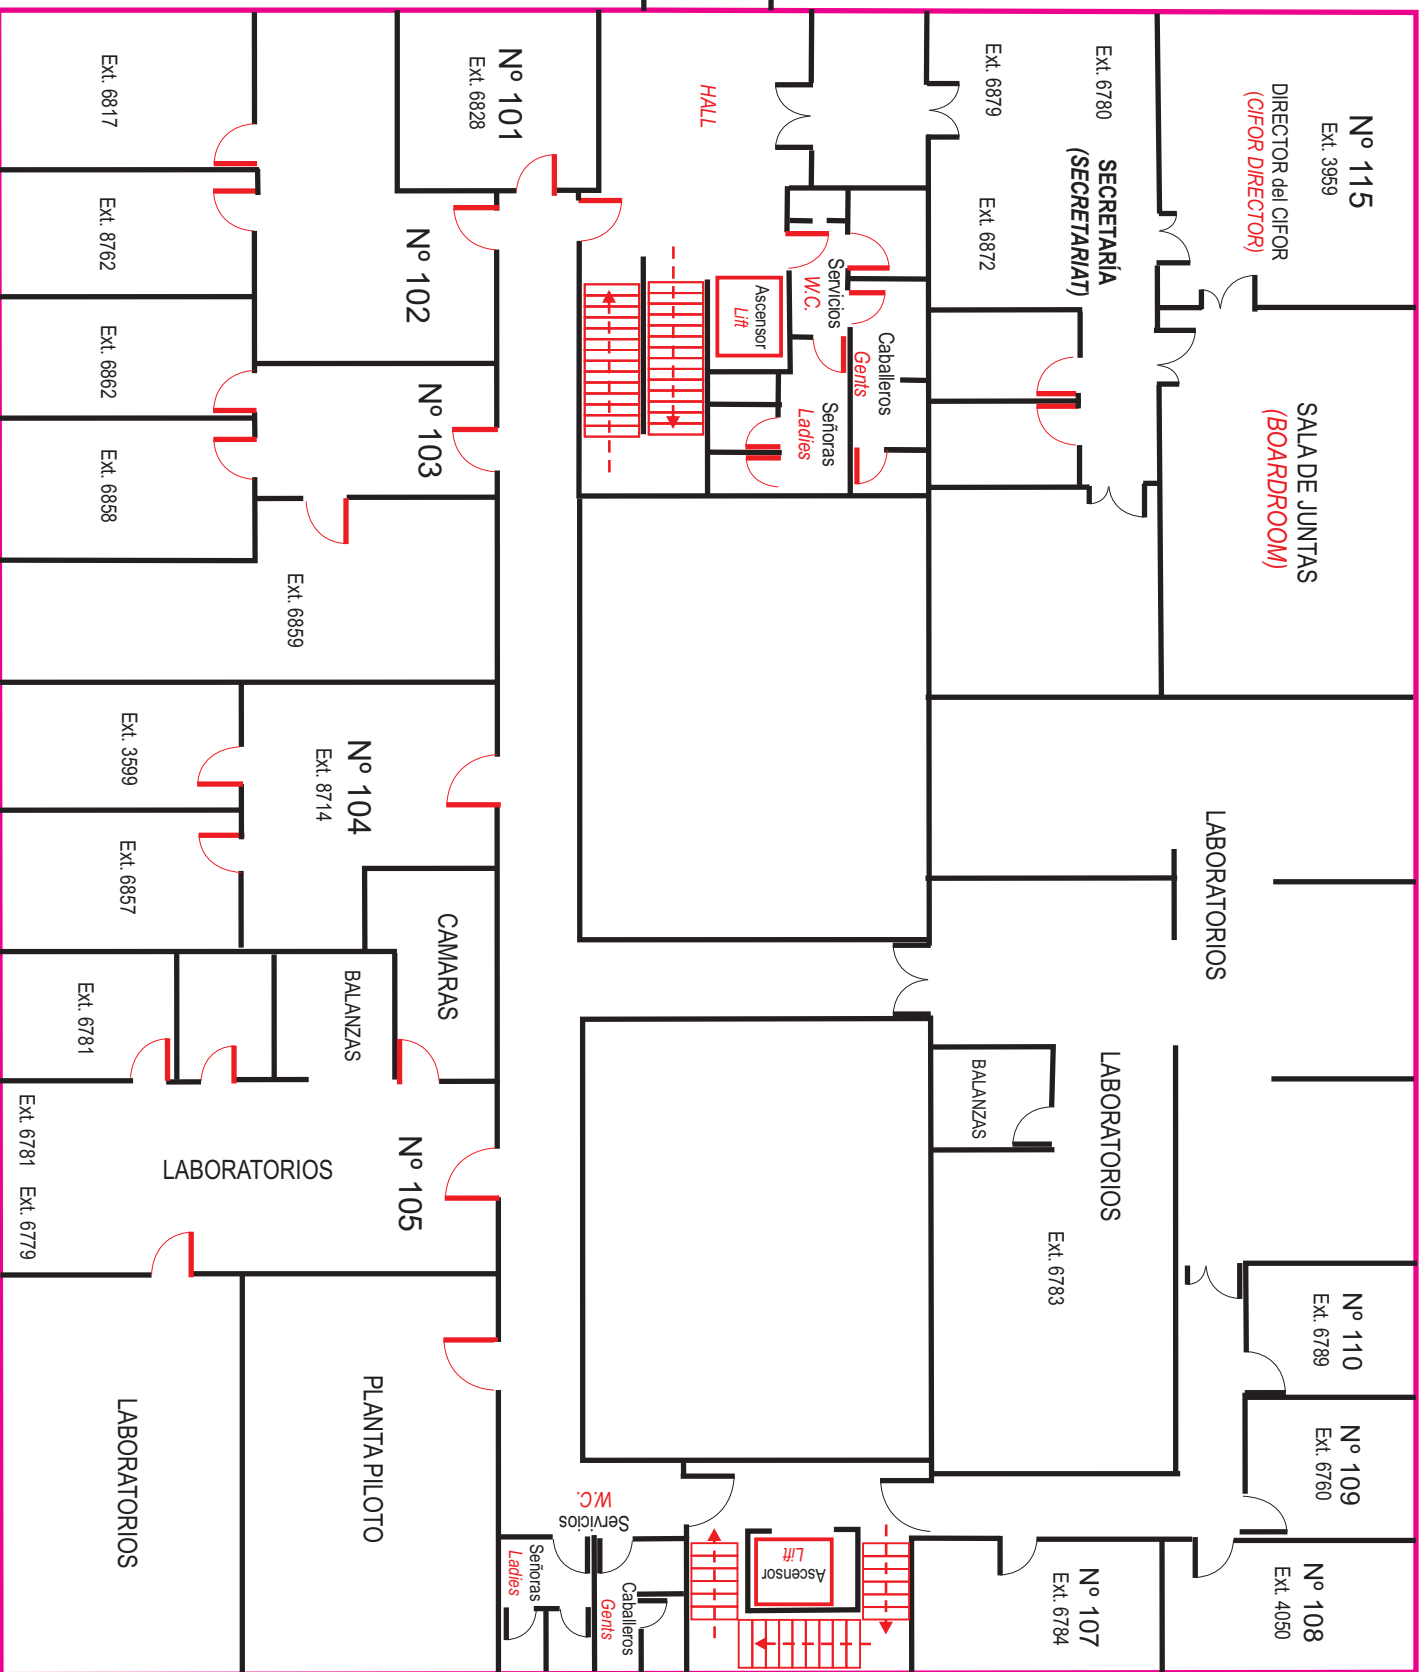 Nº 115
Ext. 3959
DIRECTOR del CIFOR
(CIFOR DIRECTOR)
SALA DE JUNTAS
(BOARDROOM)
LABORATORIOS
Nº 110
Ext. 6789
Nº 109
Ext. 6760
Nº 108
Ext. 4050
Ext. 6780
SECRETARÍA
(SECRETARIAT)
Ext. 6879
Ext. 6872
LABORATORIOS
BALANZAS
Ext. 6783
Nº 107
Ext. 6784
HALL
Servicios
W.C.
Caballeros
Gents
Señoras
Ladies
Ascensor
Lift
Ascensor
Lift
Servicios
W.C.
Caballeros
Gents
Señoras
Ladies
Nº 101
Ext. 6828
Nº 102
Nº 103
Ext. 6859
Nº 104
Ext. 8714
CAMARAS
BALANZAS
Nº 105
LABORATORIOS
PLANTA PILOTO
LABORATORIOS
Ext. 6817
Ext. 8762
Ext. 6862
Ext. 6858
Ext. 3599
Ext. 6857
Ext. 6781
Ext. 6781 Ext. 6779